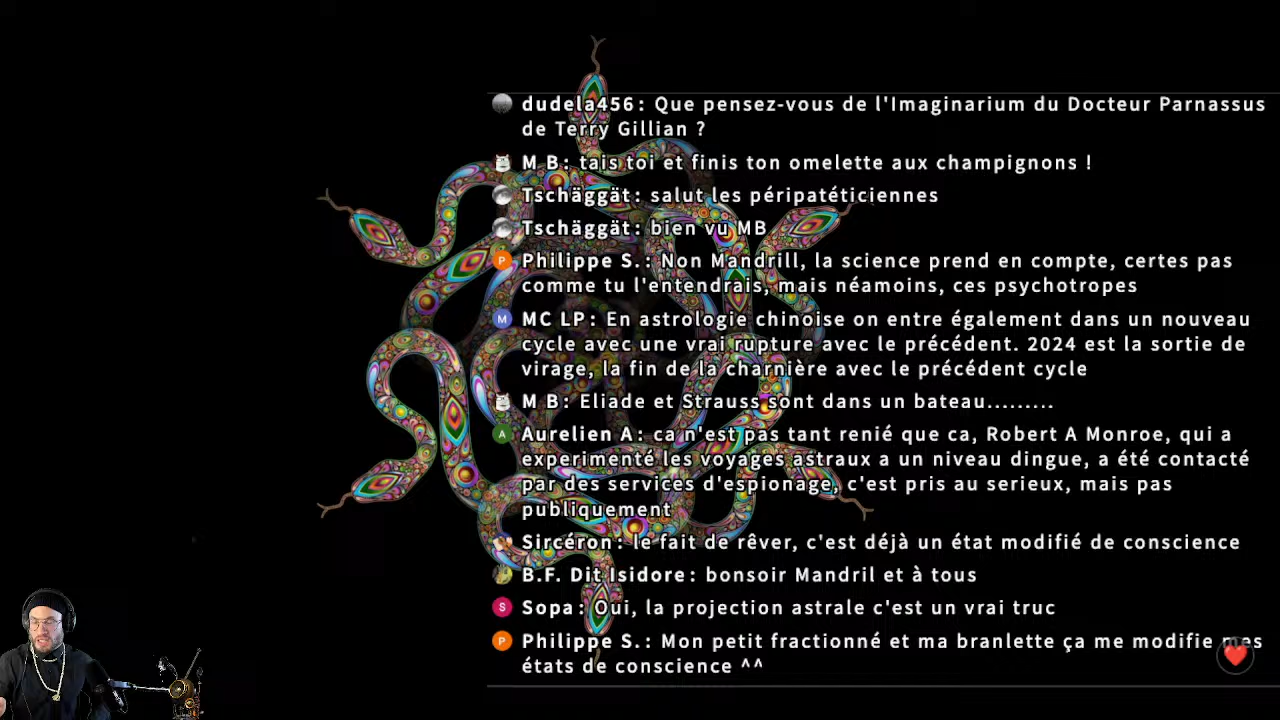 dudela456: Que pensez-vous de l'Imaginarium du Docteur Parnassus
de Terry Gillian ?
M B: tais toi et finis ton omelette aux champignons !
Tschäggät: salut les péripatéticiennes
Tschäggät: bien vu MB
P Philippe S.: Non Mandrill, la science prend en compte, certes pas
comme tu l'entendrais, mais néamoins, ces psychotropes
M MC LP: En astrologie chinoise on entre également dans un nouveau
cycle avec une vrai rupture avec le précédent. 2024 est la sortie de
virage, la fin de la charnière avec le précédent cycle
M B: Eliade et Strauss sont dans un bateau.........
A Aurelien A: ca n'est pas tant renié que ca, Robert A Monroe, qui a
experimenté les voyages astraux a un niveau dingue, a été contacté
par des services d'espionage, c'est pris au serieux, mais pas
publiquement
Sircéron: le fait de rêver, c'est déjà un état modifié de conscience
B.F. Dit Isidore: bonsoir Mandril et à tous
S Sopa: Oui, la projection astrale c'est un vrai truc
P Philippe S.: Mon petit fractionné et ma branlette ça me modifie mes
états de conscience ^^